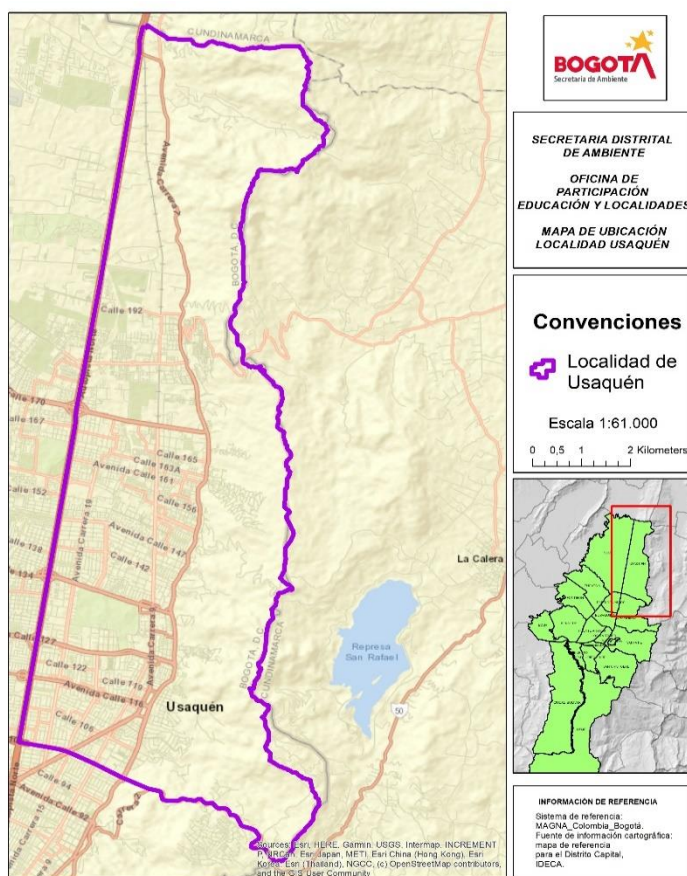 CUNDINAMARCA
Avenida Carrera 7
BOGOTÁ, D.C.
Calle 192
Calle 170
Calle 167
Calle 165
Calle 163A
Avenida Calle 161
Calle 152
Calle 156
Avenida Carrera 19
Avenida Calle 147
Calle 138
Calle 142
Calle 134
Avenida Carrera 9
La Calera
Calle 127
Calle 122
Calle 119
Avenida Calle 116
BOGOTÁ, D.C.
CUNDINAMARCA
Represa
San Rafael
Usaquén
50
Calle 106
Calle 94
Avenida Calle 92
Carrera 15
Sources: Esri, HERE, Garmin, USGS, Intermap, INCREMENT
P, NRCan, Esri Japan, METI, Esri China (Hong Kong), Esri
Korea, Esri (Thailand), NGCC, (c) OpenStreetMap contributors,
and the GIS User Community
BOGOTÁ
Secretaría de Ambiente
SECRETARIA DISTRITAL
DE AMBIENTE
OFICINA DE
PARTICIPACIÓN
EDUCACIÓN Y LOCALIDADES
MAPA DE UBICACIÓN
LOCALIDAD USAQUÉN
Convenciones
Localidad de
Usaquén
Escala 1:61.000
0 0,5 1 2 Kilometers
INFORMACIÓN DE REFERENCIA
Sistema de referencia:
MAGNA_Colombia_Bogotá.
Fuente de información cartográfica:
mapa de referencia
para el Distrito Capital,
IDECA.